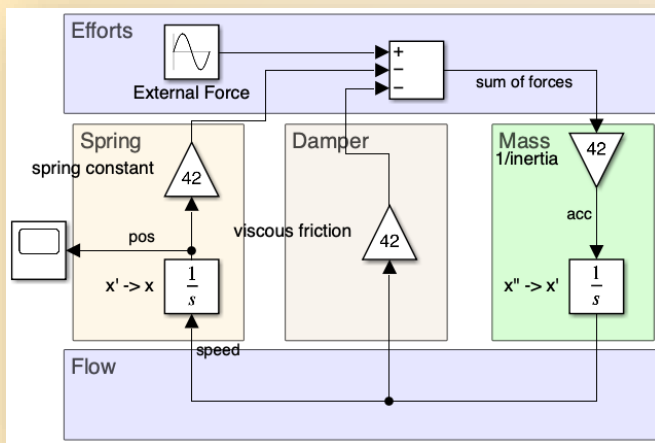 Efforts
External Force
+
−
−
sum of forces
Spring
spring constant
42
Damper
viscous friction
42
Mass
1/inertia
42
acc
pos
x' -> x
1
s
x'' -> x'
1
s
speed
Flow